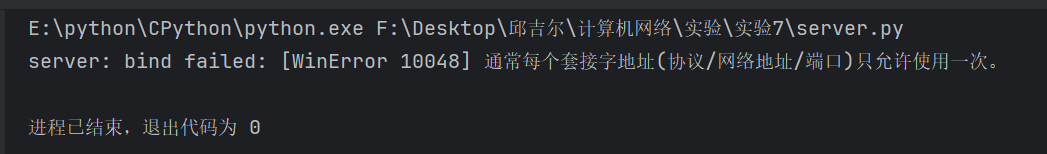 E:\python\CPython\python.exe F:\Desktop\邱吉尔\计算机网络\实验\实验7\server.py
server: bind failed: [WinError 10048] 通常每个套接字地址(协议/网络地址/端口)只允许使用一次。
进程已结束，退出代码为 0